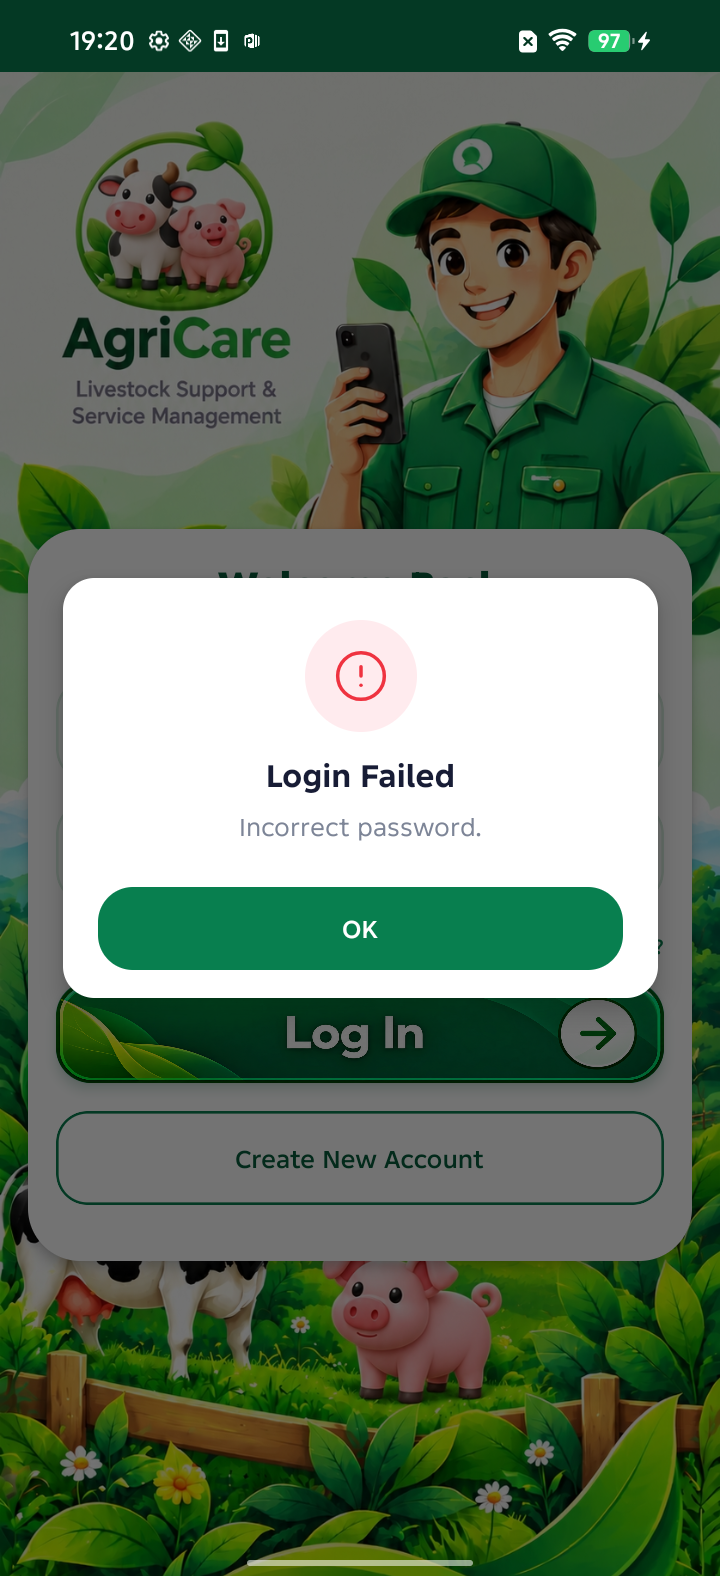 19:20
97
AgriCare
Livestock Support &
Service Management
Login Failed
Incorrect password.
OK
?
Log In
Create New Account